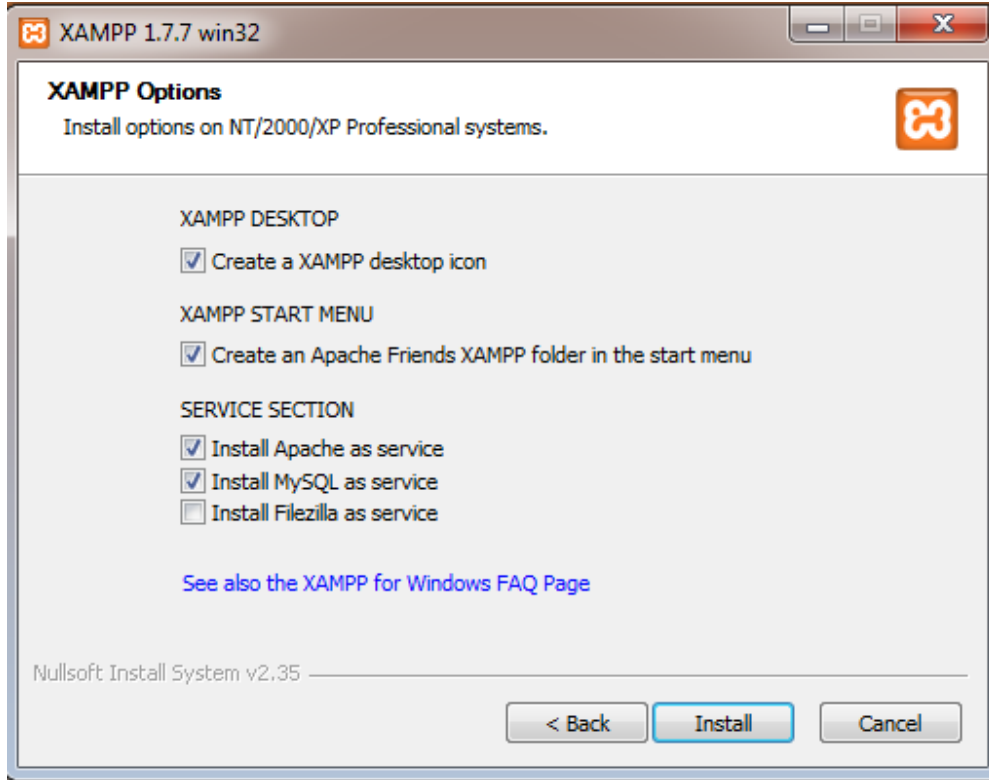 XAMPP 1.7.7 win32
XAMPP Options
Install options on NT/2000/XP Professional systems.
XAMPP DESKTOP
Create a XAMPP desktop icon
XAMPP START MENU
Create an Apache Friends XAMPP folder in the start menu
SERVICE SECTION
Install Apache as service
Install MySQL as service
Install Filezilla as service
See also the XAMPP for Windows FAQ Page
Nullsoft Install System v2.35
< Back Install Cancel